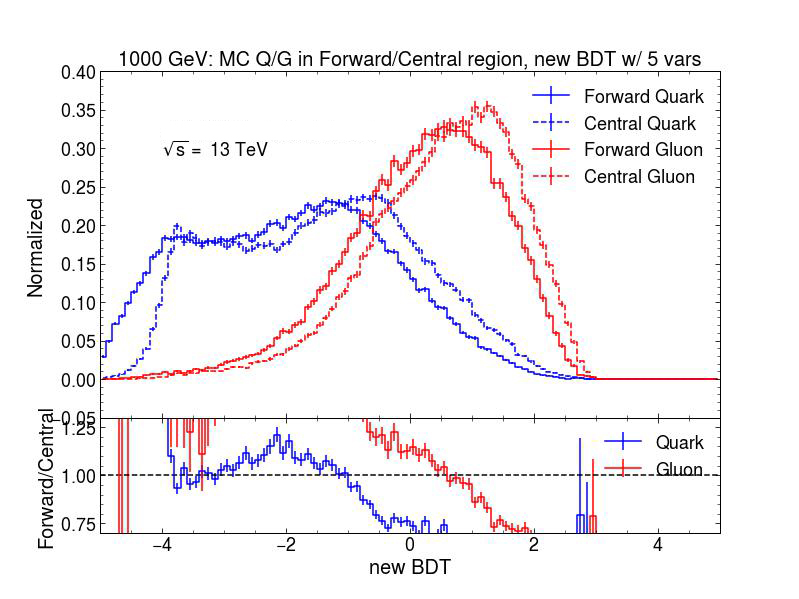 1000 GeV: MC Q/G in Forward/Central region, new BDT w/ 5 vars
0.40
0.35
0.30
0.25
0.20
0.15
0.10
0.05
0.00
−0.05
Normalized
√s = 13 TeV
Forward Quark
Central Quark
Forward Gluon
Central Gluon
1.25
1.00
0.75
Forward/Central
Quark
Gluon
−4 −2 0 2 4
new BDT